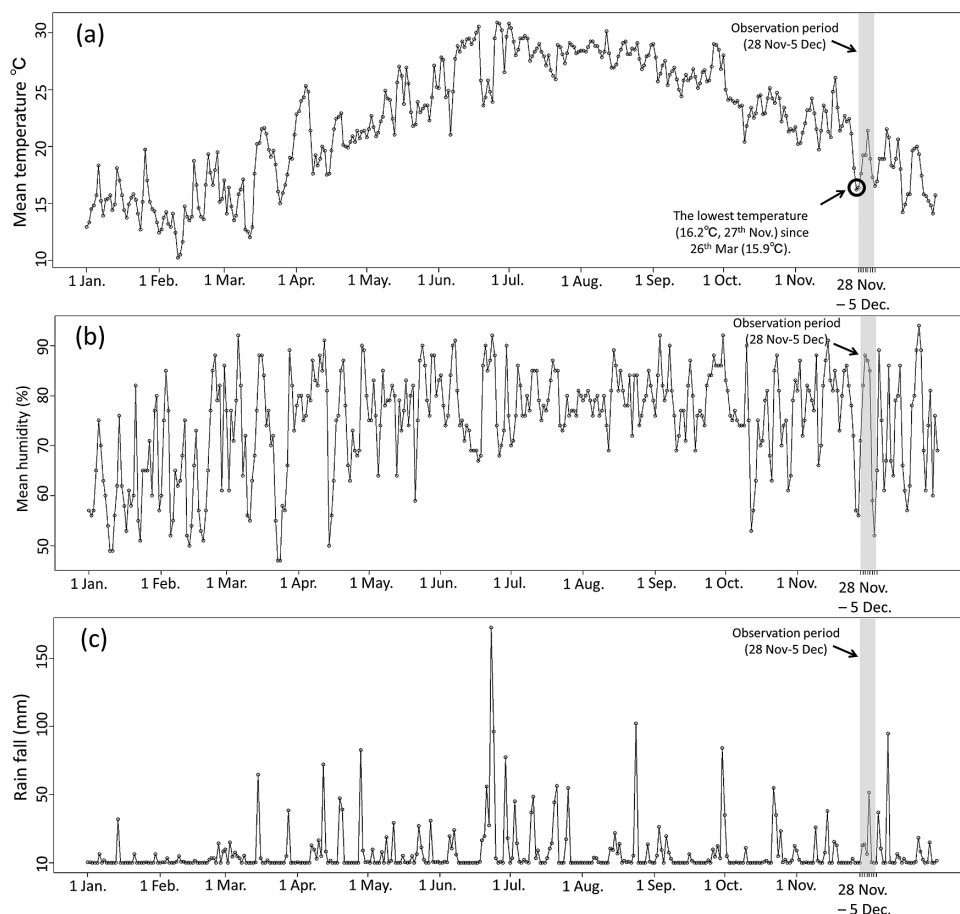 (a)
Mean temperature ℃
30
25
20
15
10
Observation period
(28 Nov-5 Dec)
The lowest temperature
(16.2℃, 27th Nov.) since
26th Mar (15.9℃).
1 Jan. 1 Feb. 1 Mar. 1 Apr. 1 May. 1 Jun. 1 Jul. 1 Aug. 1 Sep. 1 Oct. 1 Nov. 28 Nov.
– 5 Dec.
(b)
Mean humidity (%)
90
80
70
60
50
Observation period
(28 Nov-5 Dec)
1 Jan. 1 Feb. 1 Mar. 1 Apr. 1 May. 1 Jun. 1 Jul. 1 Aug. 1 Sep. 1 Oct. 1 Nov. 28 Nov.
– 5 Dec.
(c)
Rain fall (mm)
150
100
50
10
Observation period
(28 Nov-5 Dec)
1 Jan. 1 Feb. 1 Mar. 1 Apr. 1 May. 1 Jun. 1 Jul. 1 Aug. 1 Sep. 1 Oct. 1 Nov. 28 Nov.
– 5 Dec.